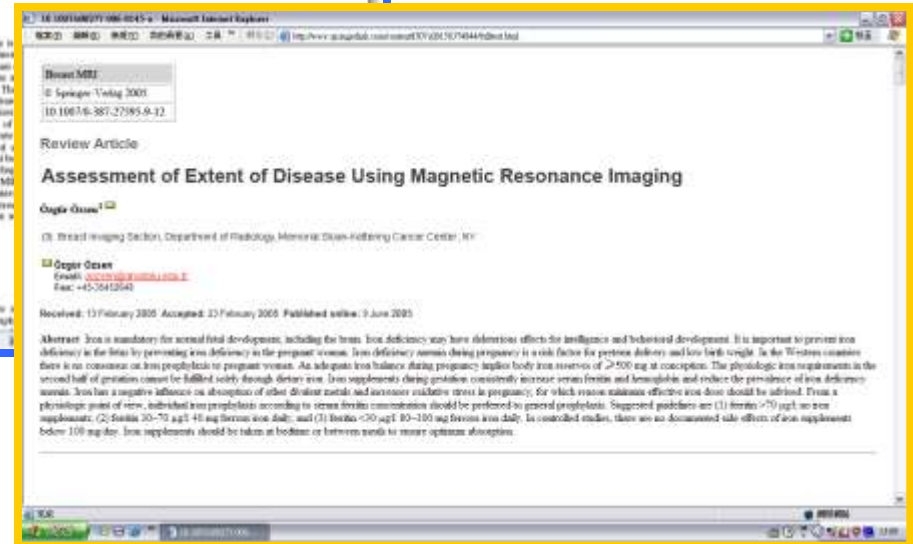 Microsoft Internet Explorer
Breast MRI
© Springer-Verlag 2005
10.1007/0-387-27595-9-12
Review Article
Assessment of Extent of Disease Using Magnetic Resonance Imaging
Özgür Özsen
Breast Imaging Section, Department of Radiology, Memorial Sloan-Kettering Cancer Center, NY
Özgür Özsen
Email:
Fax:
Received: 13 February 2005 Accepted: 23 February 2005 Published online: 9 June 2005
Abstract Iron is mandatory for normal fetal development, including the brain. Iron deficiency may have deleterious effects for intelligence and behavioral development. It is important to prevent iron
deficiency in the fetus by preventing iron deficiency in the pregnant woman. Iron deficiency anemia during pregnancy is a risk factor for preterm delivery and low birth weight. In the Western countries
there is no consensus on iron prophylaxis to pregnant women. An adequate iron balance during pregnancy implies body iron reserves of ≥500 mg at conception. The physiologic iron requirements in the
second half of gestation cannot be fulfilled solely through dietary iron. Iron supplements during gestation consistently increase serum ferritin and hemoglobin and reduce the prevalence of iron deficiency
anemia. Iron has a negative influence on absorption of other divalent metals and increases oxidative stress in pregnancy, for which reason minimum effective iron dose should be advised. From a
physiologic point of view, individual iron prophylaxis according to serum ferritin concentration should be preferred to general prophylaxis. Suggested guidelines are (1) ferritin >70 µg/l: no iron
supplements; (2) ferritin 30–70 µg/l: 40 mg ferrous iron daily; and (3) ferritin <30 µg/l: 80–100 mg ferrous iron daily. In controlled studies, there are no documented side effects of iron supplements
below 100 mg/day. Iron supplements should be taken at bedtime or between meals to ensure optimum absorption.